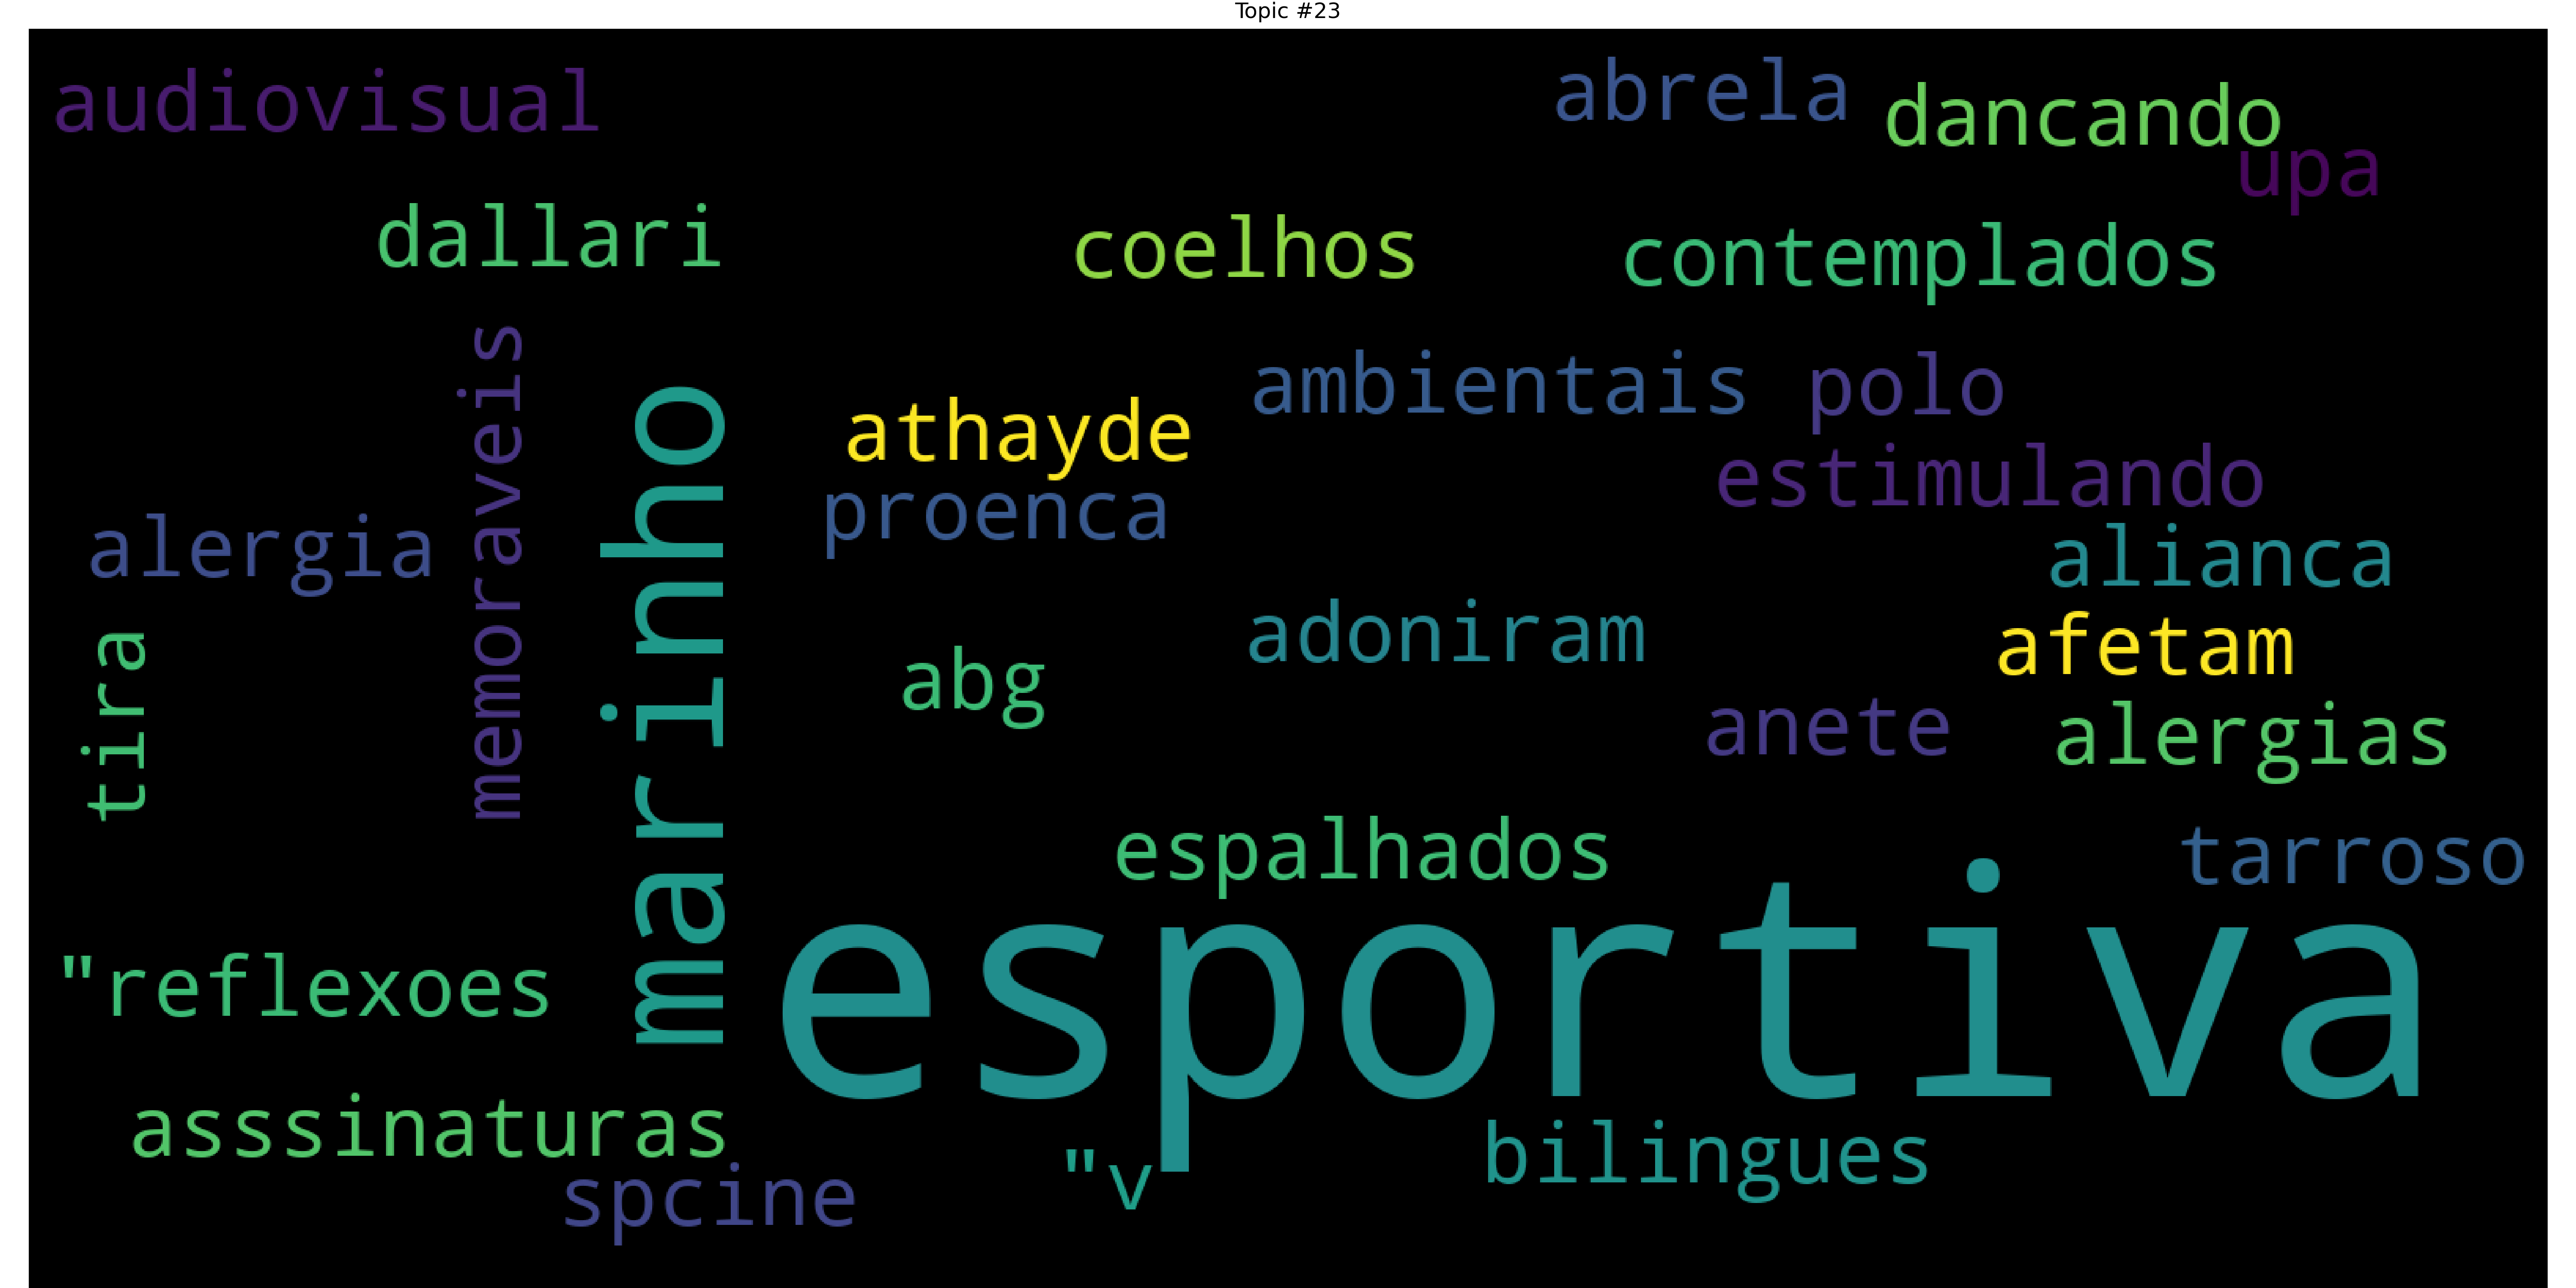 Topic #23
audiovisual
abrela
dancando
upa
dallari
coelhos
contemplados
memoraveis
marinho
ambientais
polo
athayde
estimulando
proenca
alergia
alianca
tira
adoniram
afetam
abg
anete
alergias
espalhados
tarroso
"reflexoes
esportiva
asssinaturas
"v
bilingues
spcine